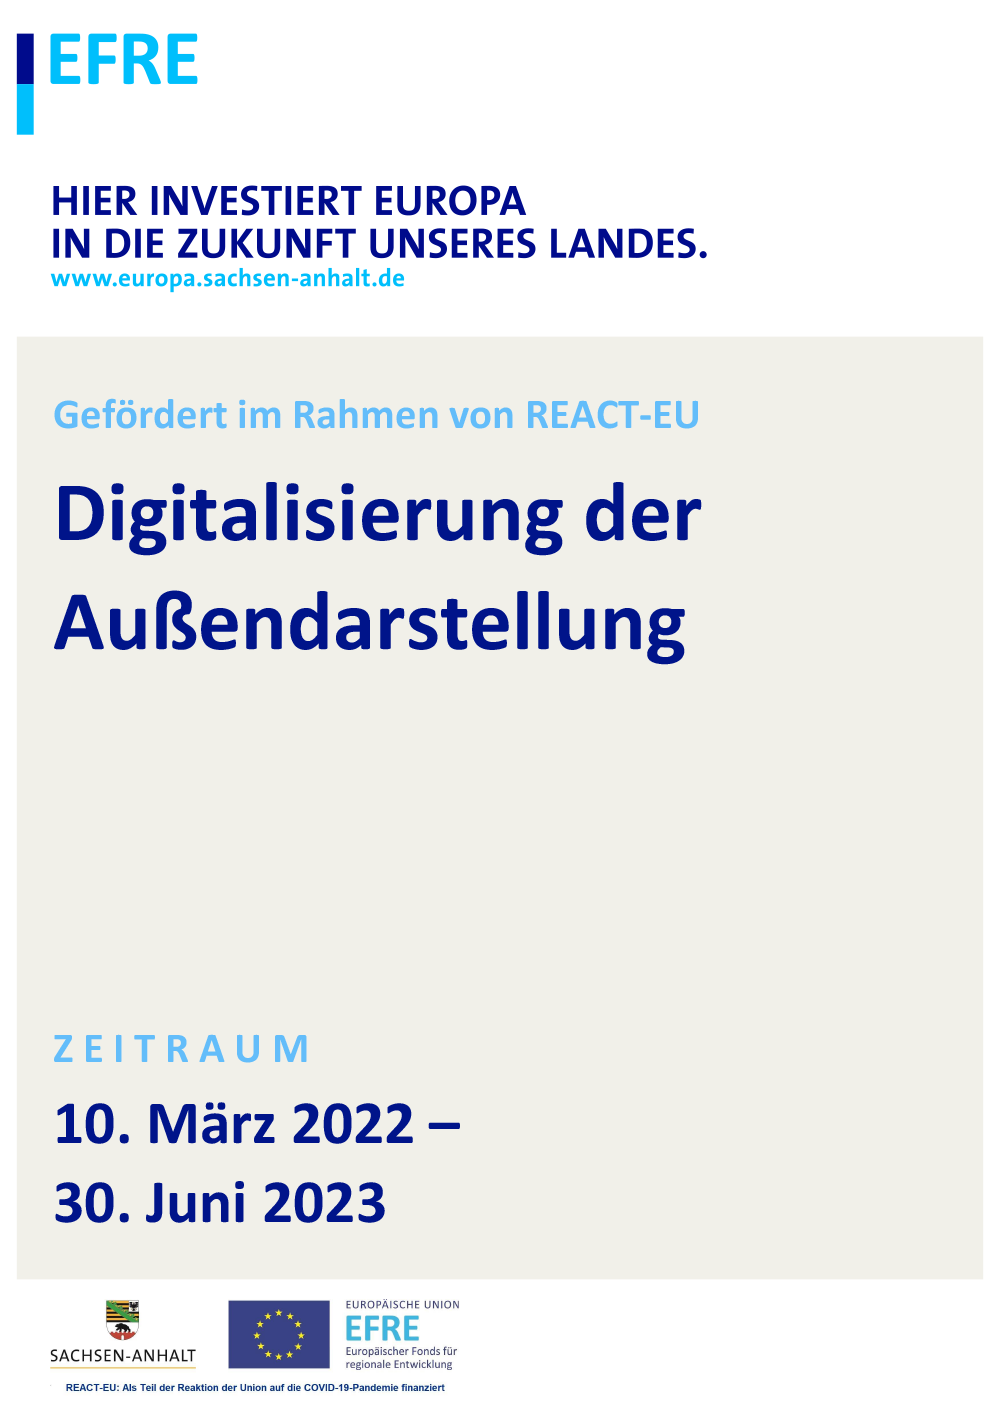 EFRE
HIER INVESTIERT EUROPA
IN DIE ZUKUNFT UNSERES LANDES.
www.europa.sachsen-anhalt.de
Gefördert im Rahmen von REACT-EU
Digitalisierung der
Außendarstellung
ZEITRAUM
10. März 2022 –
30. Juni 2023
SACHSEN-ANHALT
EUROPÄISCHE UNION
EFRE
Europäischer Fonds für
regionale Entwicklung
REACT-EU: Als Teil der Reaktion der Union auf die COVID-19-Pandemie finanziert